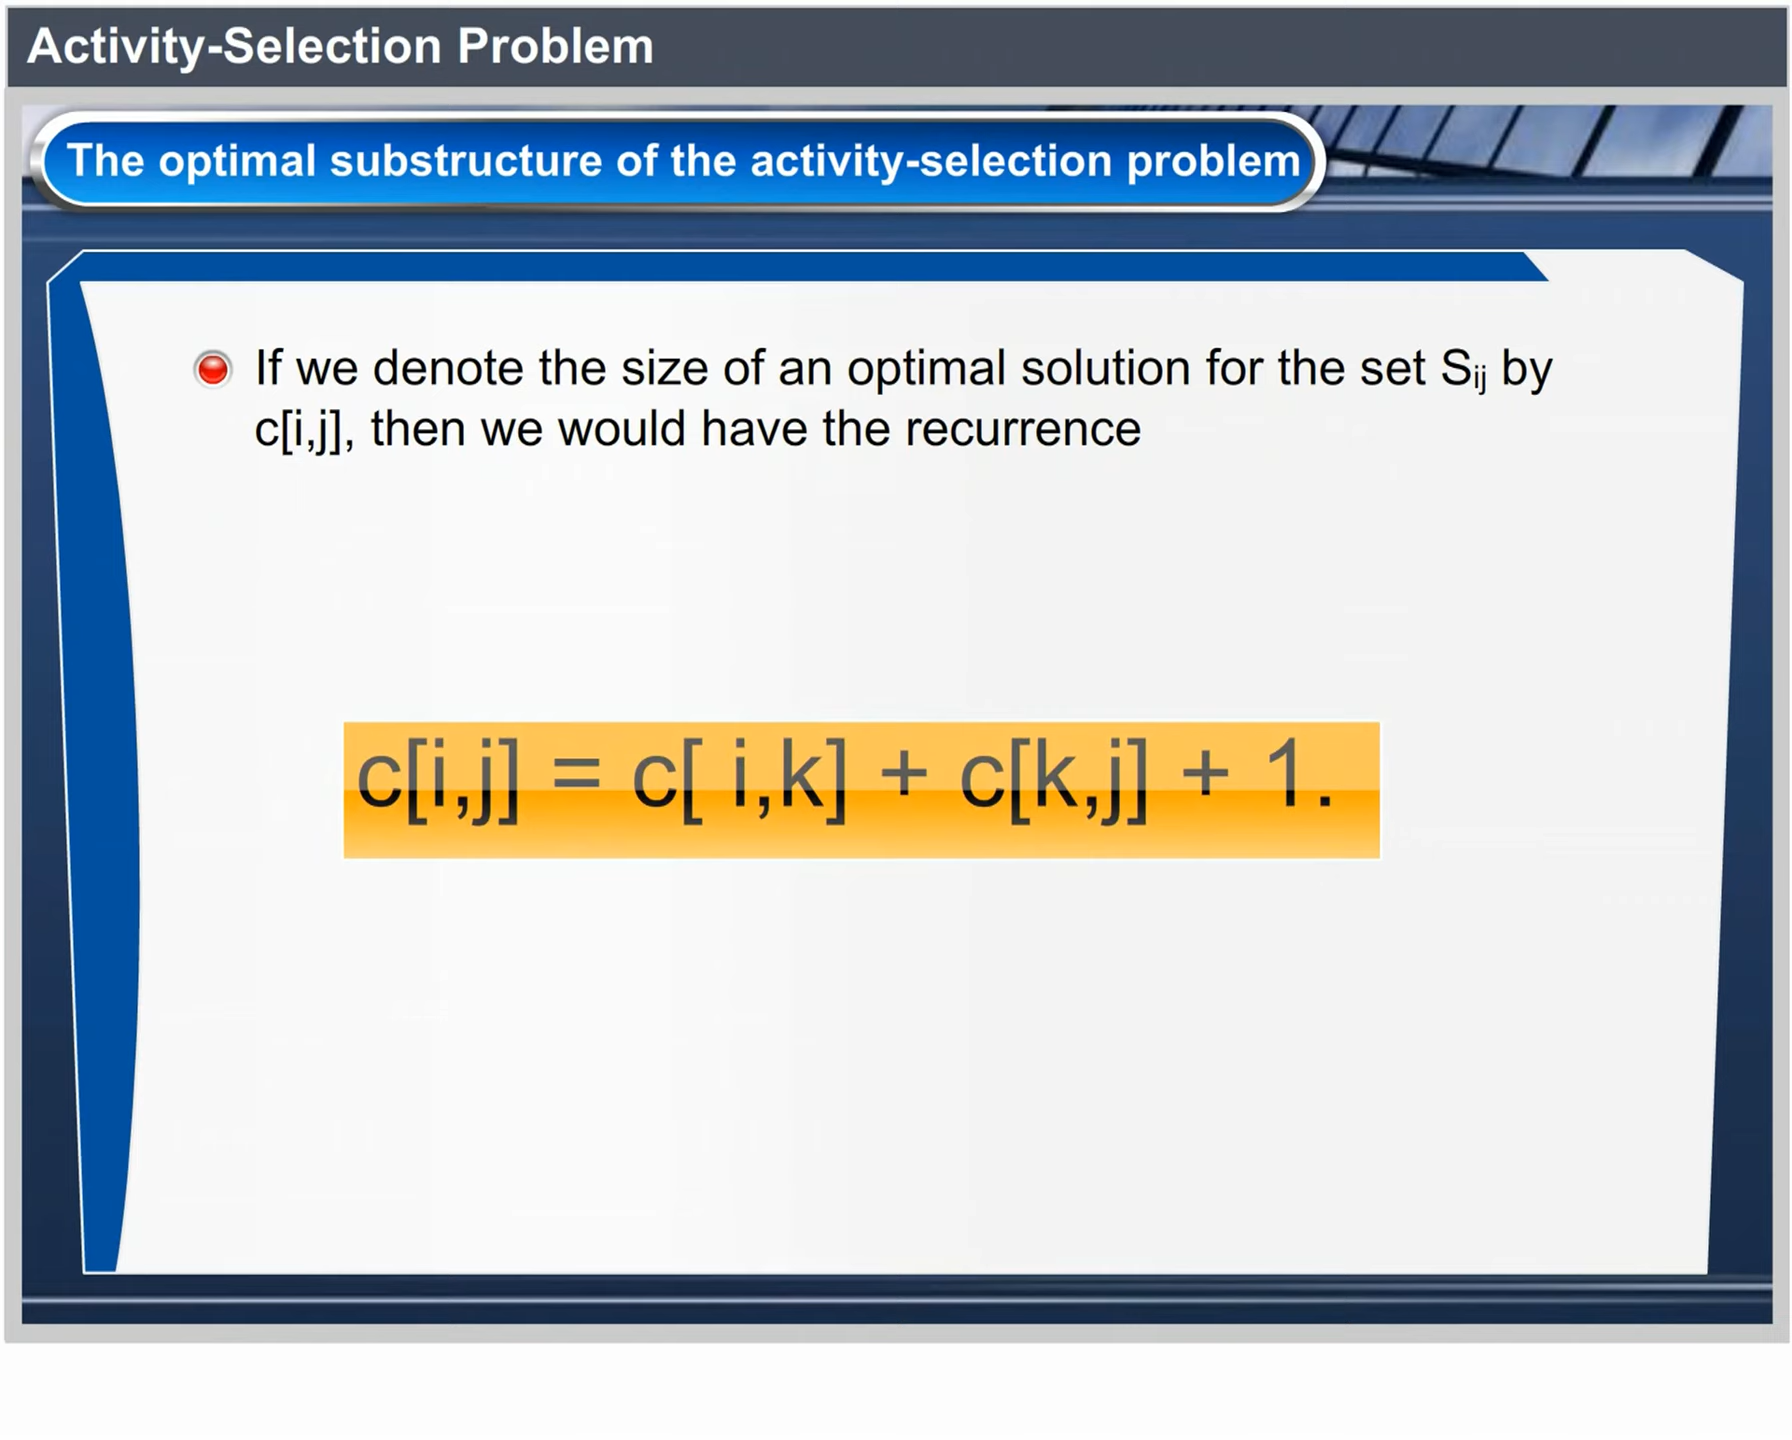 Activity-Selection Problem
The optimal substructure of the activity-selection problem
If we denote the size of an optimal solution for the set Sij by
c[i,j], then we would have the recurrence
c[i,j] = c[ i,k] + c[k,j] + 1.